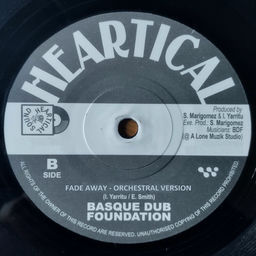 HEARTICAL
SOUND HEARTICAL
Produced by
S. Marigomez & I. Yarritu
Exe. Prod.: S. Marigomez
Musicians: BDF
(@ A Lone Muzik Studio)
B
SIDE
FADE AWAY - ORCHESTRAL VERSION
(I. Yarritu / E. Smith)
BASQUE DUB
FOUNDATION
ALL RIGHTS OF THE OWNER OF THIS RECORD ARE RESERVED. UNAUTHORISED COPYING OF THIS RECORD